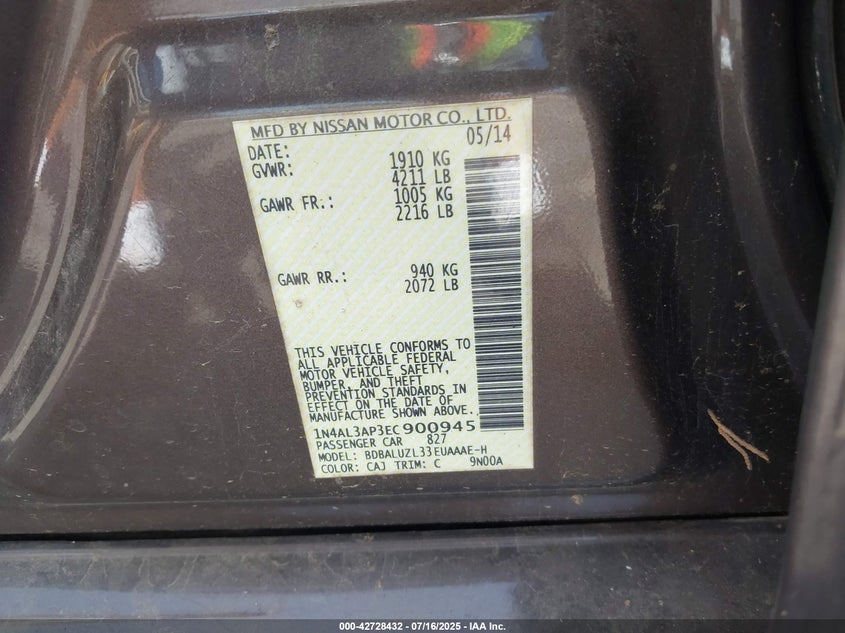 MFD BY NISSAN MOTOR CO., LTD.
DATE: 05/14
GVWR: 1910 KG
4211 LB
GAWR FR.: 1005 KG
2216 LB
GAWR RR.: 940 KG
2072 LB
THIS VEHICLE CONFORMS TO
ALL APPLICABLE FEDERAL
MOTOR VEHICLE SAFETY,
BUMPER, AND THEFT
PREVENTION STANDARDS IN
EFFECT ON THE DATE OF
MANUFACTURE SHOWN ABOVE.
1N4AL3AP3EC900945
PASSENGER CAR 827
MODEL: BDBALUZL33EUAAAE-H
COLOR: CAJ TRIM: C 9N00A
000-42728432 - 07/16/2025 - IAA Inc.